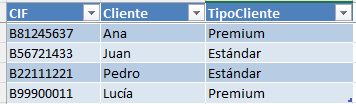 CIF Cliente TipoCliente
B81245637 Ana Premium
B56721433 Juan Estándar
B22111221 Pedro Estándar
B99900011 Lucía Premium